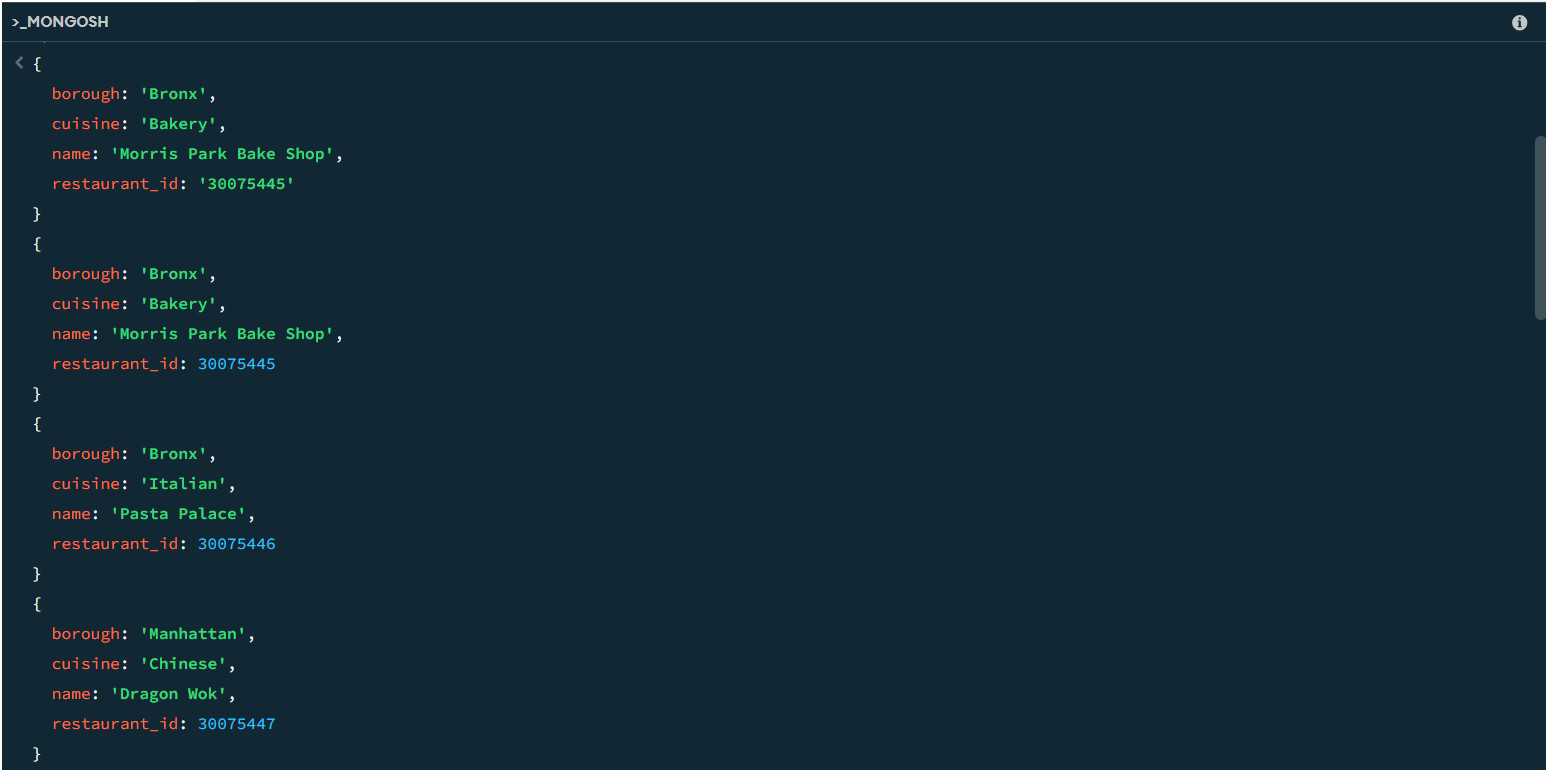 >_MONGOSH
{
borough: 'Bronx',
cuisine: 'Bakery',
name: 'Morris Park Bake Shop',
restaurant_id: '30075445'
}
{
borough: 'Bronx',
cuisine: 'Bakery',
name: 'Morris Park Bake Shop',
restaurant_id: 30075445
}
{
borough: 'Bronx',
cuisine: 'Italian',
name: 'Pasta Palace',
restaurant_id: 30075446
}
{
borough: 'Manhattan',
cuisine: 'Chinese',
name: 'Dragon Wok',
restaurant_id: 30075447
}